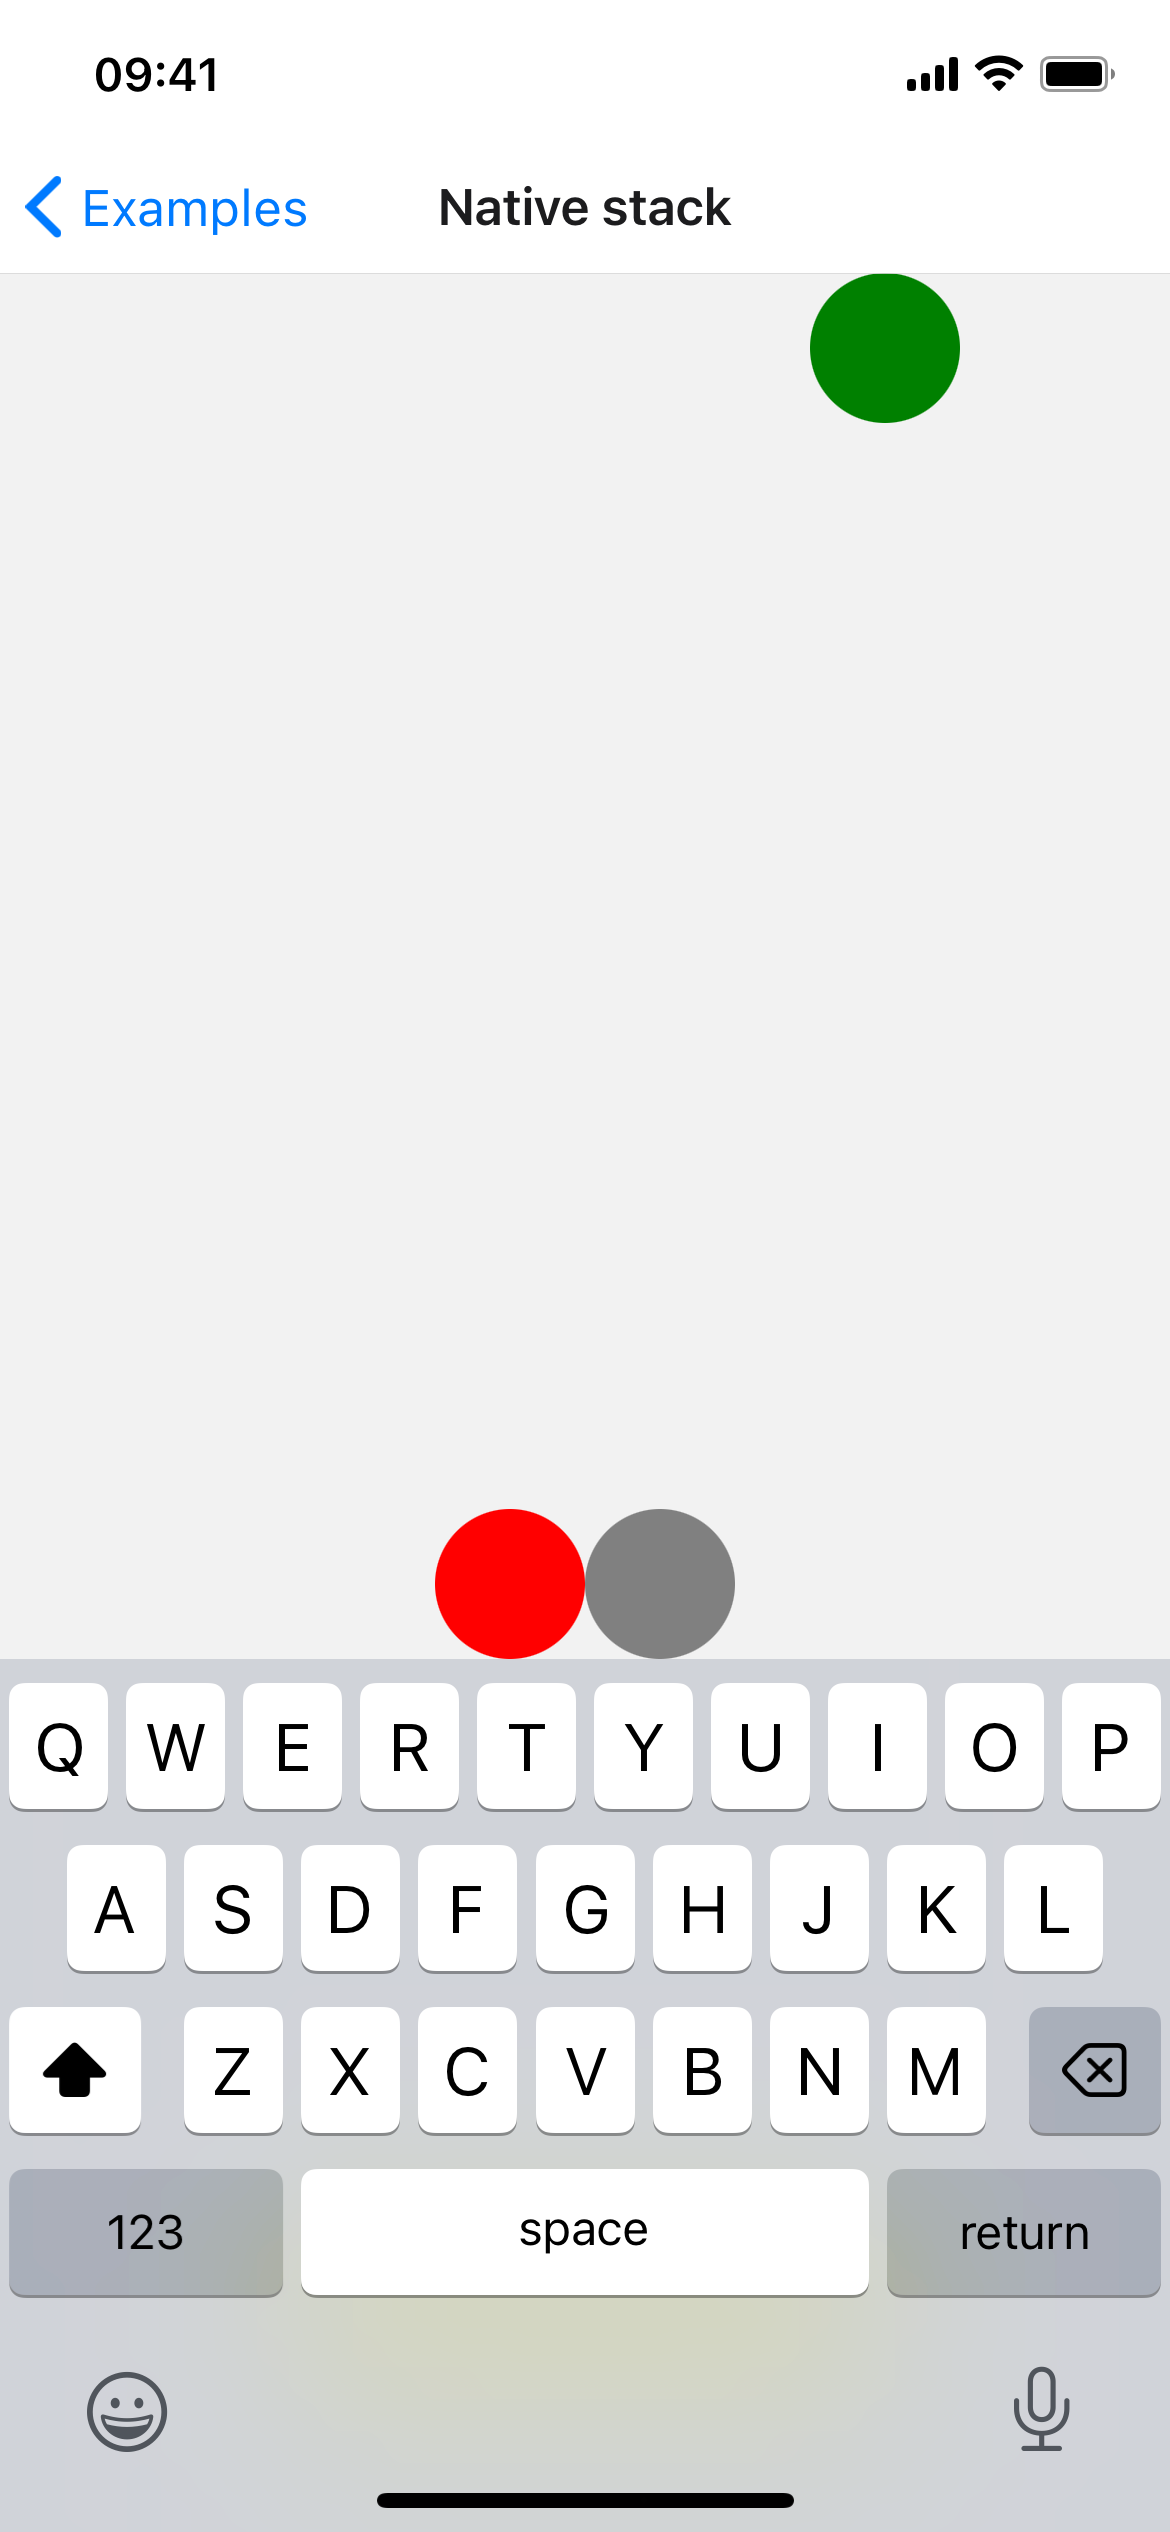 09:41
Examples Native stack
Q W E R T Y U I O P
A S D F G H J K L
Z X C V B N M
123 space return